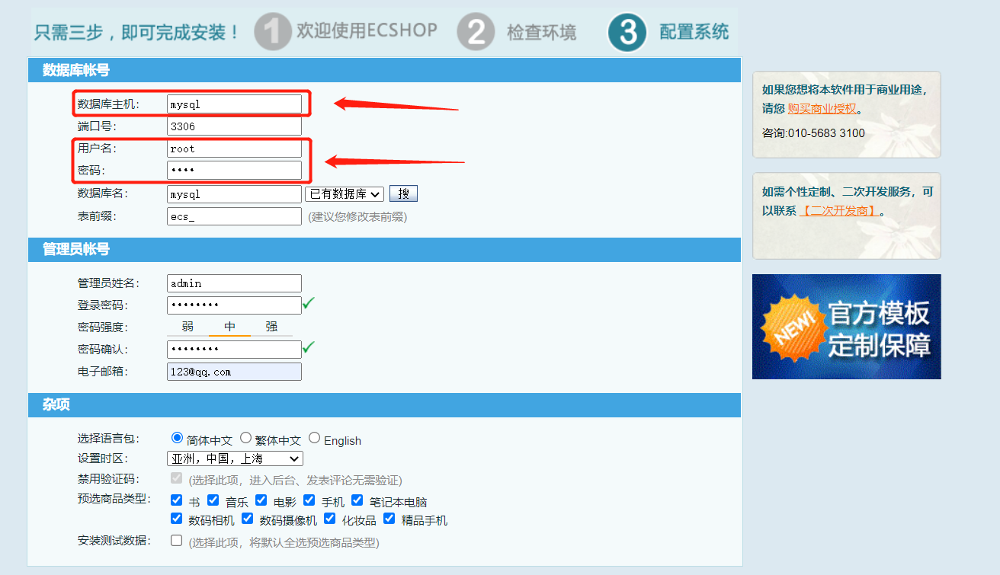 只需三步，即可完成安装！ 1 欢迎使用ECSHOP 2 检查环境 3 配置系统
数据库帐号
数据库主机: mysql
端口号: 3306
用户名: root
密码: ••••
数据库名: mysql 已有数据库 搜
表前缀: ecs_ (建议您修改表前缀)
管理员帐号
管理员姓名: admin
登录密码: ••••••••
密码强度: 弱 中 强
密码确认: ••••••••
电子邮箱: 123@qq.com
杂项
选择语言包: 简体中文 繁体中文 English
设置时区: 亚洲，中国，上海
禁用验证码: (选择此项，进入后台、发表评论无需验证)
预选商品类型: 书 音乐 电影 手机 笔记本电脑
数码相机 数码摄像机 化妆品 精品手机
安装测试数据: (选择此项，将默认全选预选商品类型)
如果您想将本软件用于商业用途，
请您 购买商业授权。
咨询:010-5683 3100
如需个性定制、二次开发服务，可
以联系 【二次开发商】。
NEW!
官方模板
定制保障